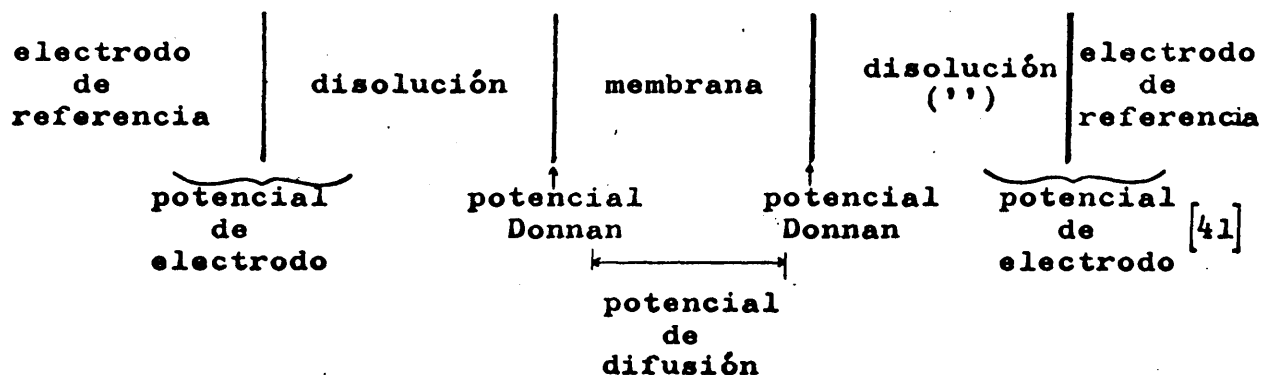 electrodo
de
referencia
disolución
membrana
disolución
('')
electrodo
de
referencia
potencial
de
electrodo
potencial
Donnan
potencial
Donnan
potencial
de
electrodo
[41]
potencial
de
difusión